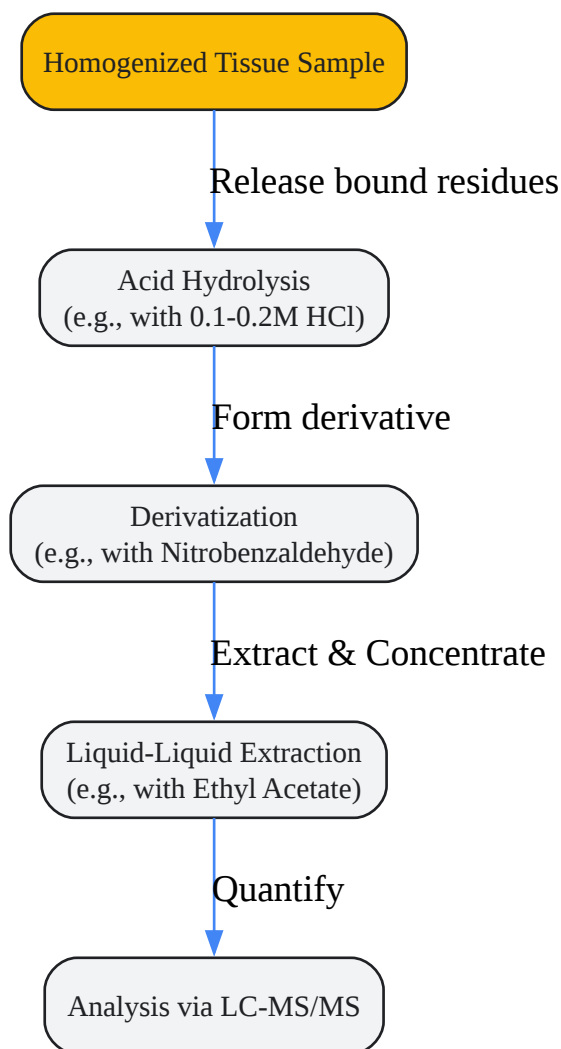 Homogenized Tissue Sample
Release bound residues
Acid Hydrolysis
(e.g., with 0.1-0.2M HCl)
Form derivative
Derivatization
(e.g., with Nitrobenzaldehyde)
Extract & Concentrate
Liquid-Liquid Extraction
(e.g., with Ethyl Acetate)
Quantify
Analysis via LC-MS/MS